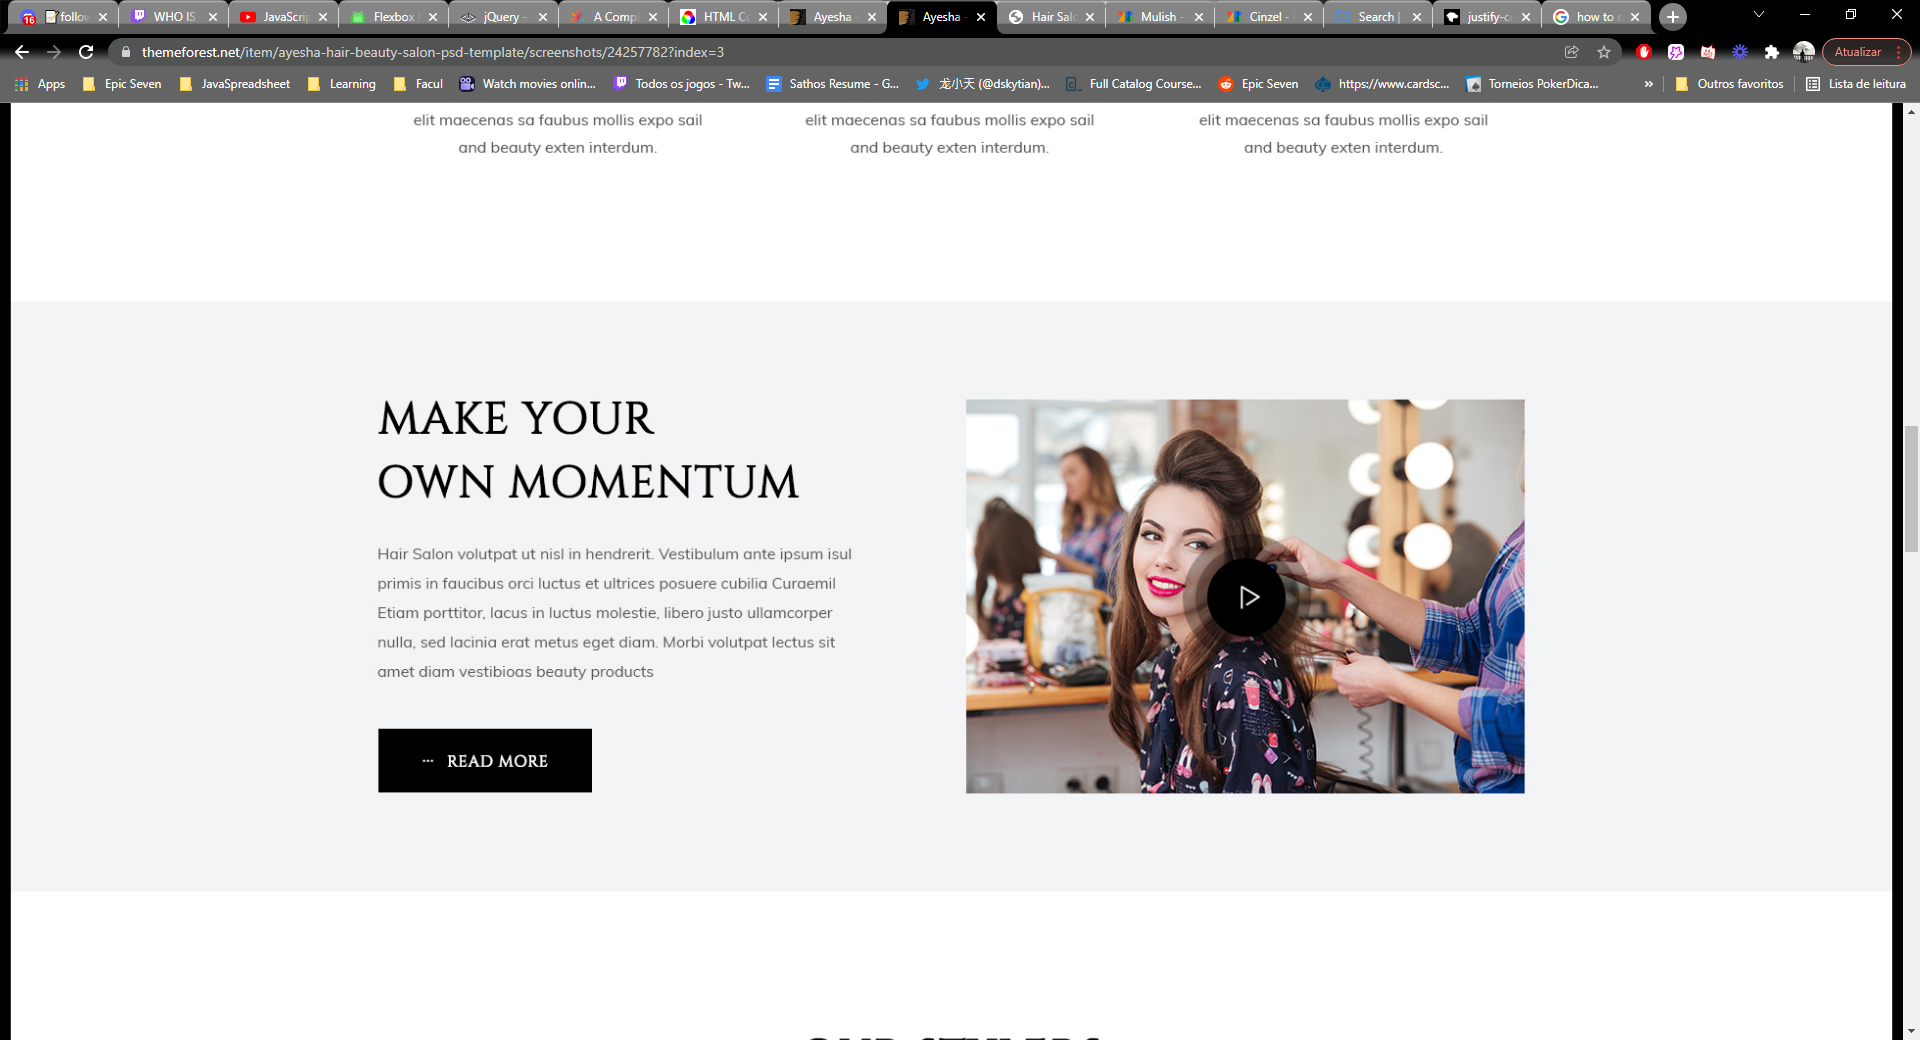 16 follow
WHO IS
JavaScri
Flexbox
jQuery -
A Compl
HTML Co
Ayesha -
Ayesha -
Hair Salo
Mulish -
Cinzel -
Search |
justify-c
how to
themeforest.net/item/ayesha-hair-beauty-salon-psd-template/screenshots/24257782?index=3
Atualizar
Apps
Epic Seven
JavaSpreadsheet
Learning
Facul
Watch movies onlin...
Todos os jogos - Tw...
Sathos Resume - G...
龙小天 (@dskytian)...
Full Catalog Course...
Epic Seven
https://www.cardsc...
Torneios PokerDica...
»
Outros favoritos
Lista de leitura
elit maecenas sa faubus mollis expo sail
and beauty exten interdum.
elit maecenas sa faubus mollis expo sail
and beauty exten interdum.
elit maecenas sa faubus mollis expo sail
and beauty exten interdum.
MAKE YOUR
OWN MOMENTUM
Hair Salon volutpat ut nisl in hendrerit. Vestibulum ante ipsum isul
primis in faucibus orci luctus et ultrices posuere cubilia Curaemil
Etiam porttitor, lacus in luctus molestie, libero justo ullamcorper
nulla, sed lacinia erat metus eget diam. Morbi volutpat lectus sit
amet diam vestibioas beauty products
··· READ MORE